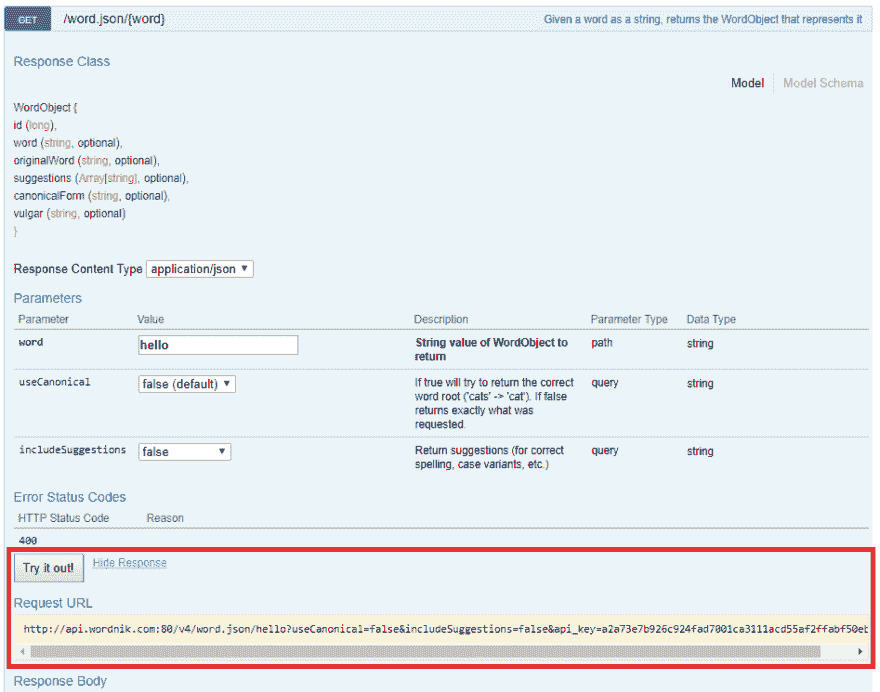 GET /word.json/{word} Given a word as a string, returns the WordObject that represents it
Response Class
Model Model Schema
WordObject {
id (long),
word (string, optional),
originalWord (string, optional),
suggestions (Array[string], optional),
canonicalForm (string, optional),
vulgar (string, optional)
}
Response Content Type application/json
Parameters
Parameter Value Description Parameter Type Data Type
word hello String value of WordObject to return path string
useCanonical false (default) If true will try to return the correct word root ('cats' -> 'cat'). If false returns exactly what was requested. query string
includeSuggestions false Return suggestions (for correct spelling, case variants, etc.) query string
Error Status Codes
HTTP Status Code Reason
400
Try it out! Hide Response
Request URL
http://api.wordnik.com:80/v4/word.json/hello?useCanonical=false&includeSuggestions=false&api_key=a2a73e7b926c924fad7001ca3111acd55af2ffabf50eb
Response Body